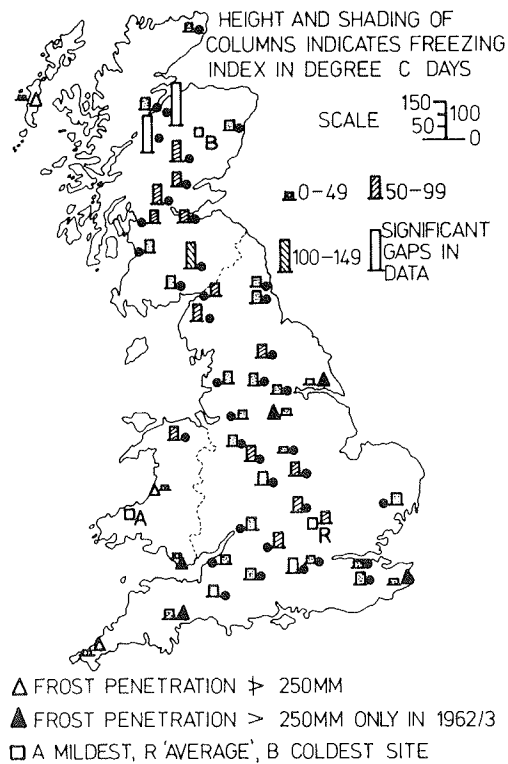 HEIGHT AND SHADING OF
COLUMNS INDICATES FREEZING
INDEX IN DEGREE C DAYS
SCALE
150
100
50
0
0-49
50-99
100-149
SIGNIFICANT
GAPS IN
DATA
B
A
R
△ FROST PENETRATION ≯ 250MM
▲ FROST PENETRATION > 250MM ONLY IN 1962/3
□ A MILDEST, R 'AVERAGE', B COLDEST SITE